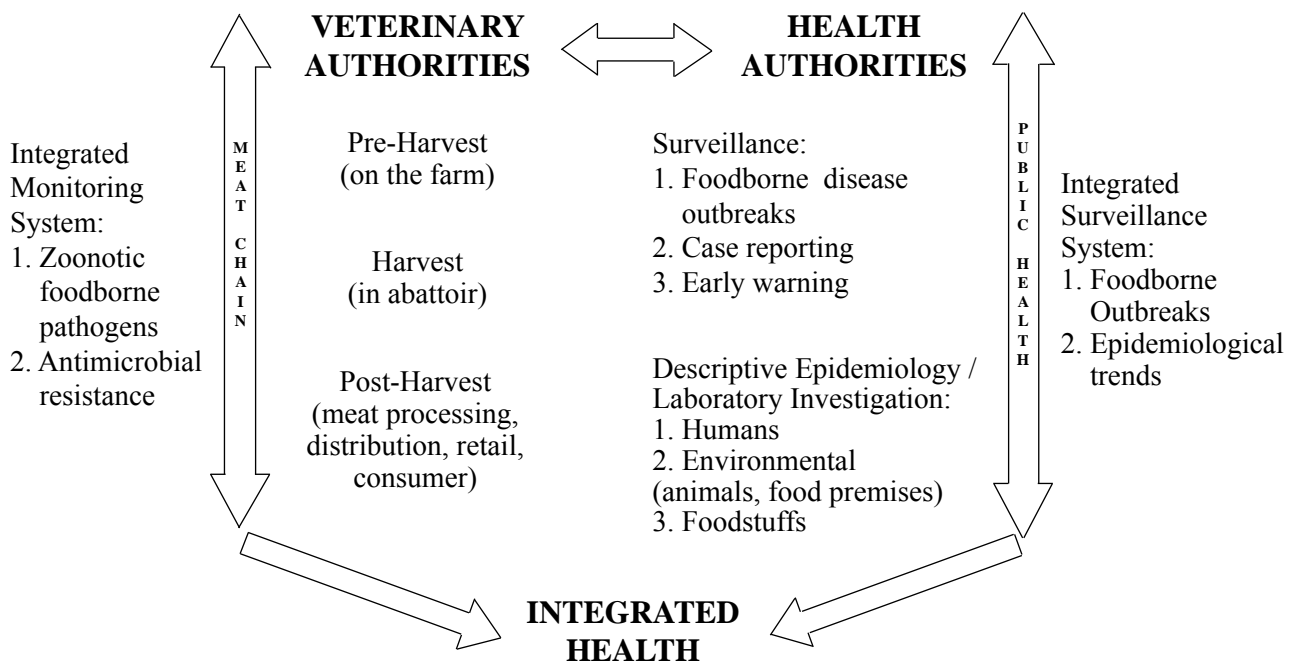 VETERINARY
AUTHORITIES
HEALTH
AUTHORITIES
Integrated
Monitoring
System:
1. Zoonotic
foodborne
pathogens
2. Antimicrobial
resistance
MEAT CHAIN
Pre-Harvest
(on the farm)
Harvest
(in abattoir)
Post-Harvest
(meat processing,
distribution, retail,
consumer)
Surveillance:
1. Foodborne disease
outbreaks
2. Case reporting
3. Early warning
Descriptive Epidemiology /
Laboratory Investigation:
1. Humans
2. Environmental
(animals, food premises)
3. Foodstuffs
PUBLIC HEALTH
Integrated
Surveillance
System:
1. Foodborne
Outbreaks
2. Epidemiological
trends
INTEGRATED
HEALTH